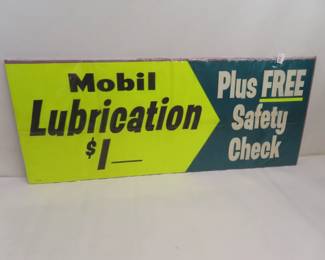 Mobil
Lubrication
$1
Plus FREE
Safety
Check